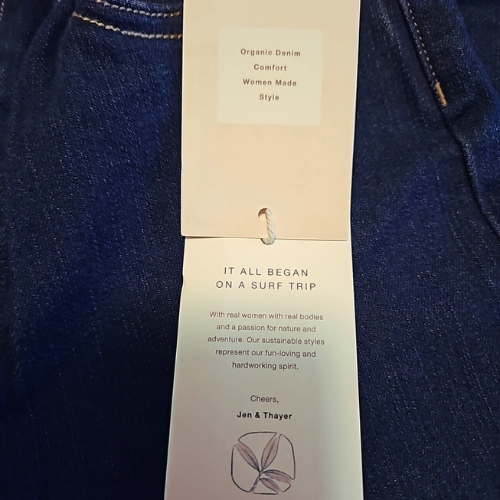 Organic Denim
Comfort
Women Made
Style
IT ALL BEGAN
ON A SURF TRIP
With real women with real bodies
and a passion for nature and
adventure. Our sustainable styles
represent our fun-loving and
hardworking spirit.
Cheers,
Jen & Thayer